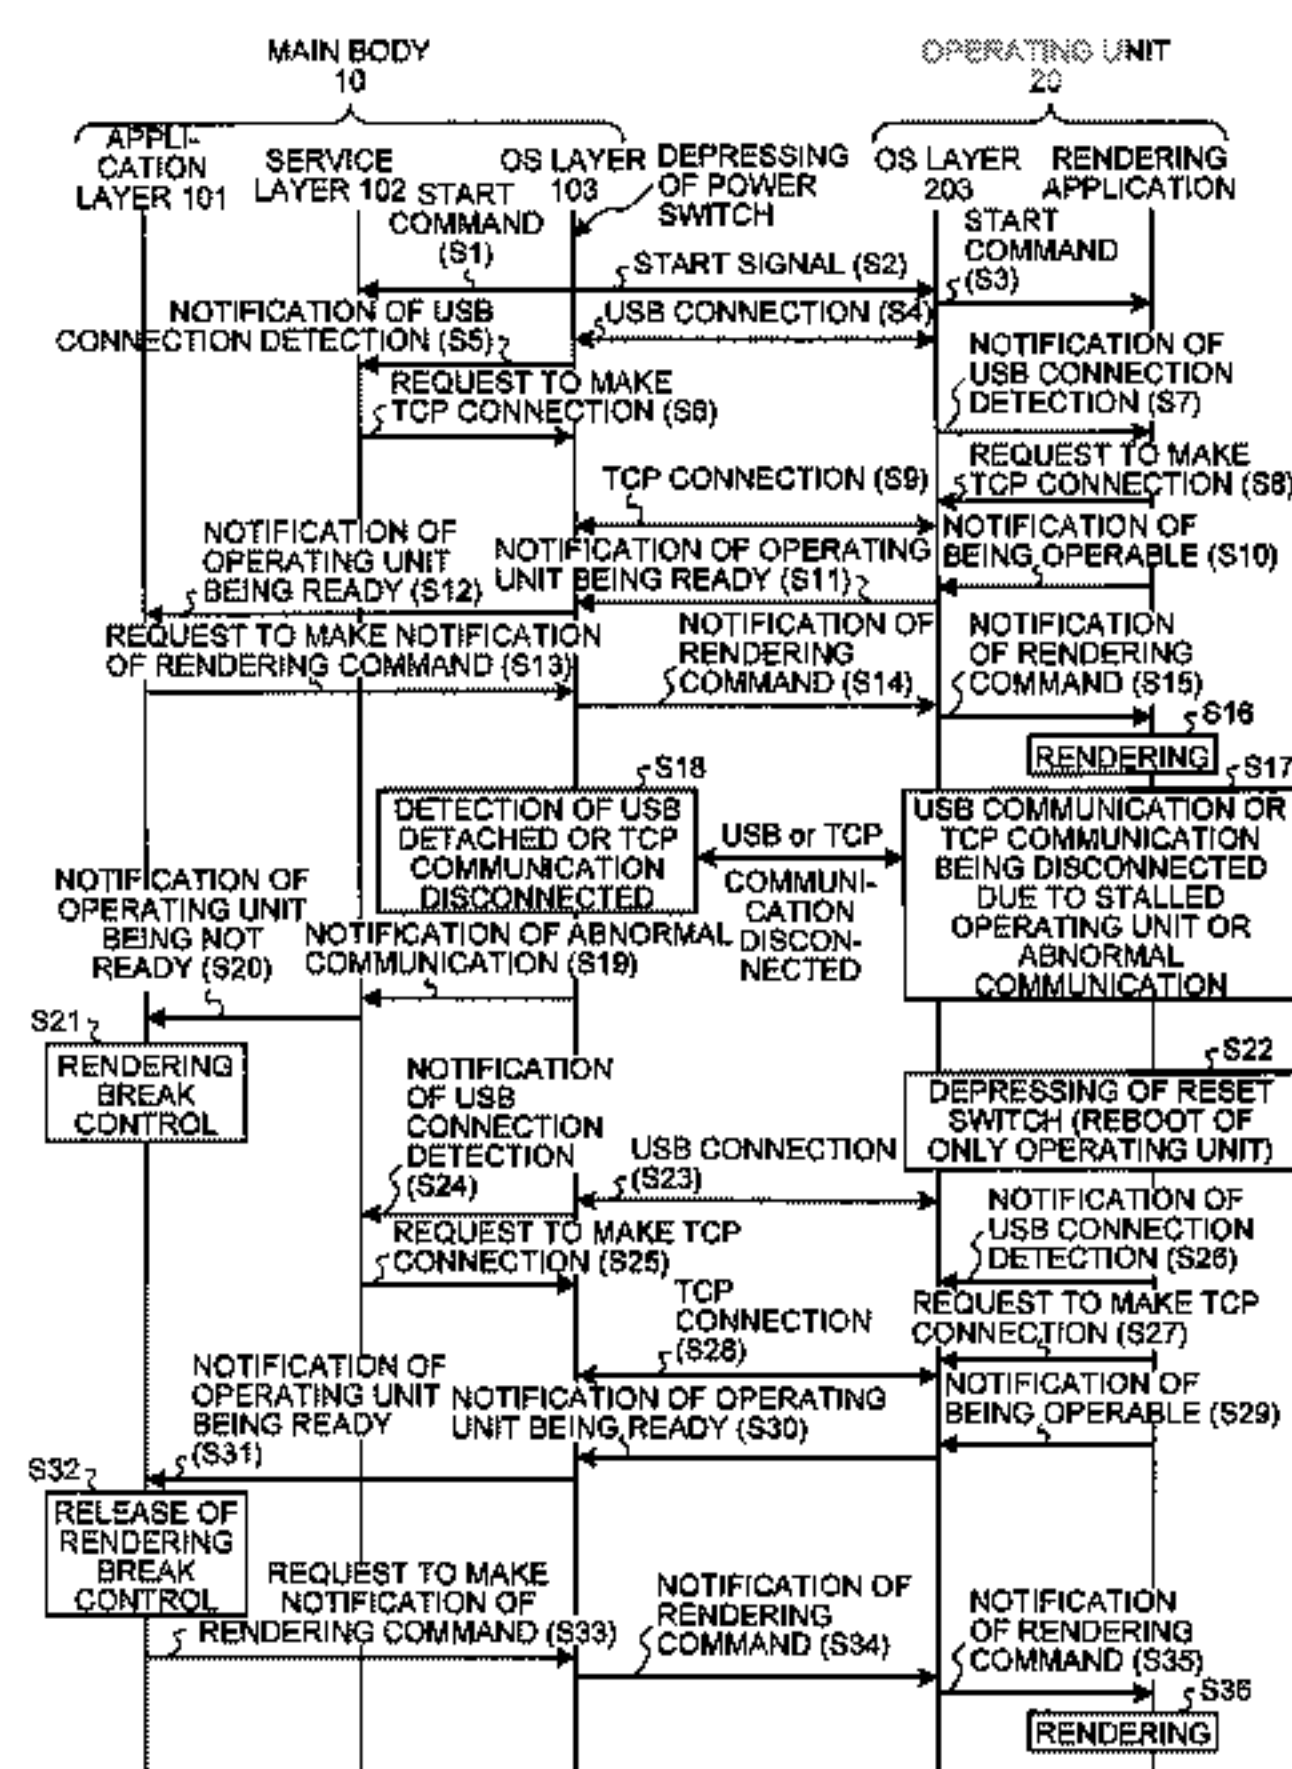 MAIN BODY
10
OPERATING UNIT
20
APPLI-
CATION
LAYER 101
SERVICE
LAYER 102
OS LAYER
103
DEPRESSING
OF POWER
SWITCH
OS LAYER
203
RENDERING
APPLICATION
START
COMMAND
(S1)
START SIGNAL (S2)
START
COMMAND
(S3)
NOTIFICATION OF USB
CONNECTION DETECTION (S5)
USB CONNECTION (S4)
REQUEST TO MAKE
TCP CONNECTION (S6)
NOTIFICATION OF
USB CONNECTION
DETECTION (S7)
REQUEST TO MAKE
TCP CONNECTION (S8)
TCP CONNECTION (S9)
NOTIFICATION OF
BEING OPERABLE (S10)
NOTIFICATION OF OPERATING
UNIT BEING READY (S11)
NOTIFICATION OF
OPERATING UNIT
BEING READY (S12)
REQUEST TO MAKE NOTIFICATION
OF RENDERING COMMAND (S13)
NOTIFICATION OF
RENDERING
COMMAND (S14)
NOTIFICATION
OF RENDERING
COMMAND (S15)
S16
RENDERING
S17
USB COMMUNICATION OR
TCP COMMUNICATION
BEING DISCONNECTED
DUE TO STALLED
OPERATING UNIT OR
ABNORMAL
COMMUNICATION
S18
DETECTION OF USB
DETACHED OR TCP
COMMUNICATION
DISCONNECTED
USB or TCP
COMMUNI-
CATION
DISCON-
NECTED
NOTIFICATION OF ABNORMAL
COMMUNICATION (S19)
NOTIFICATION OF
OPERATING UNIT
BEING NOT
READY (S20)
S21
RENDERING
BREAK
CONTROL
S22
DEPRESSING OF RESET
SWITCH (REBOOT OF
ONLY OPERATING UNIT)
USB CONNECTION
(S23)
NOTIFICATION
OF USB
CONNECTION
DETECTION
(S24)
REQUEST TO MAKE TCP
CONNECTION (S25)
NOTIFICATION OF
USB CONNECTION
DETECTION (S26)
REQUEST TO MAKE TCP
CONNECTION (S27)
TCP
CONNECTION
(S28)
NOTIFICATION OF
BEING OPERABLE (S29)
NOTIFICATION OF OPERATING
UNIT BEING READY (S30)
NOTIFICATION OF
OPERATING UNIT
BEING READY
(S31)
S32
RELEASE OF
RENDERING
BREAK
CONTROL
REQUEST TO MAKE
NOTIFICATION OF
RENDERING COMMAND (S33)
NOTIFICATION OF
RENDERING
COMMAND (S34)
NOTIFICATION
OF RENDERING
COMMAND (S35)
S36
RENDERING